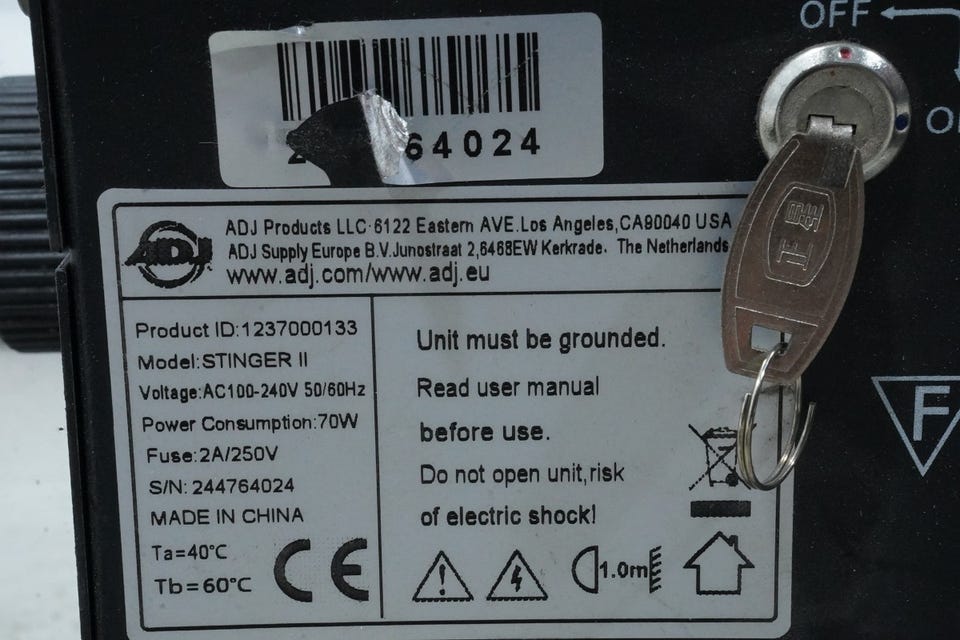 OFF
64024
ADJ
ADJ Products LLC·6122 Eastern AVE.Los Angeles,CA90040 USA
ADJ Supply Europe B.V.Junostraat 2,6468EW Kerkrade. The Netherlands
www.adj.com/www.adj.eu
Product ID:1237000133
Model:STINGER II
Voltage:AC100-240V 50/60Hz
Power Consumption:70W
Fuse:2A/250V
S/N:244764024
MADE IN CHINA
Ta=40°C
Tb=60°C
CE
Unit must be grounded.
Read user manual
before use.
Do not open unit,risk
of electric shock!
1.0m
F